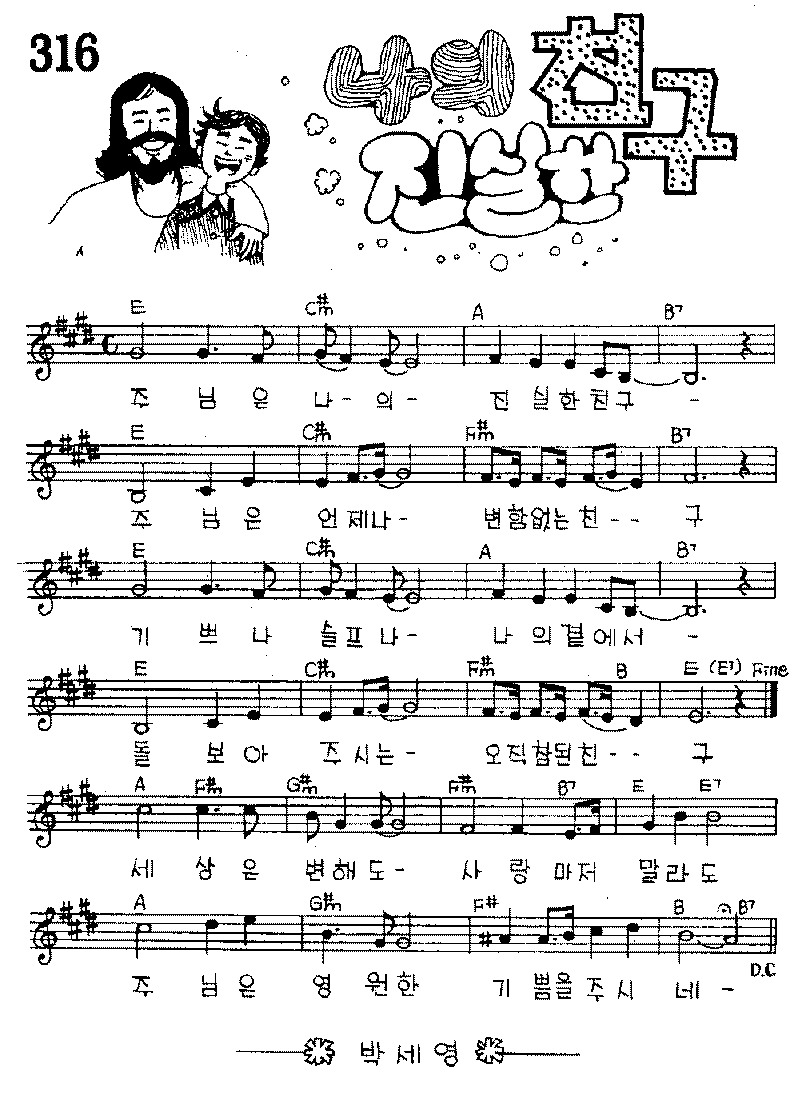 316
나의 친구
진실한
E C#m A B7
주 님 은 나 - 의 - 진 실 한 친 구 -
E C#m F#m B7
주 님 은 언 제 나 - 변함없는 친 - - 구
E C#m A B7
기 쁘 나 슬프 나 - 나 의 곁에서 -
E C#m F#m B E (E7) Fine
돌 보 아 주 시 는 - 오직참된친 - - 구
A F#m G#m F#m B7 E E7
세 상 은 변해 도 - 사 랑 마저 말라 도
A G#m F# B B7
D.C
주 님 은 영 원한 기 쁨을 주 시 네 -
박 세 영